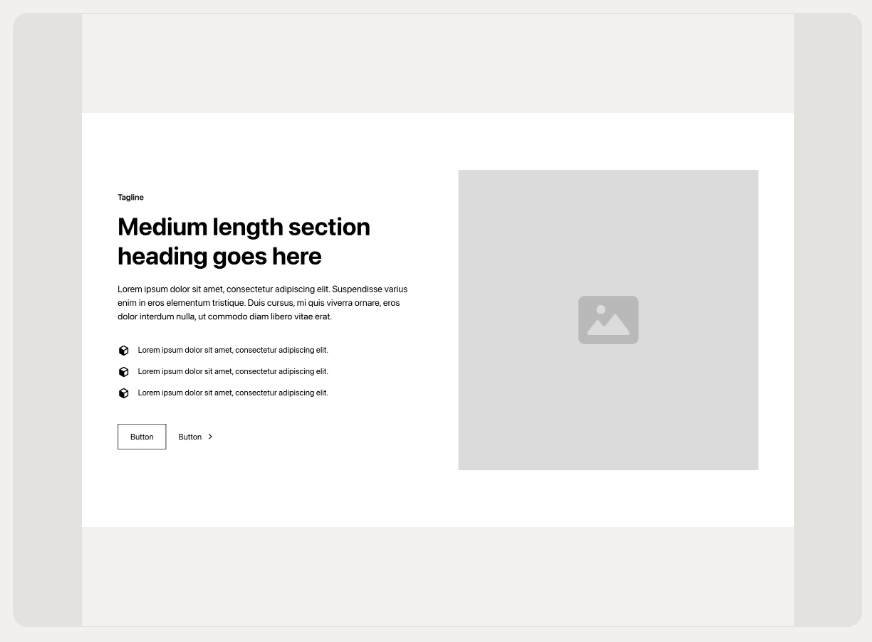 Tagline
Medium length section
heading goes here
Lorem ipsum dolor sit amet, consectetur adipiscing elit. Suspendisse varius
enim in eros elementum tristique. Duis cursus, mi quis viverra ornare, eros
dolor interdum nulla, ut commodo diam libero vitae erat.
Lorem ipsum dolor sit amet, consectetur adipiscing elit.
Lorem ipsum dolor sit amet, consectetur adipiscing elit.
Lorem ipsum dolor sit amet, consectetur adipiscing elit.
Button Button